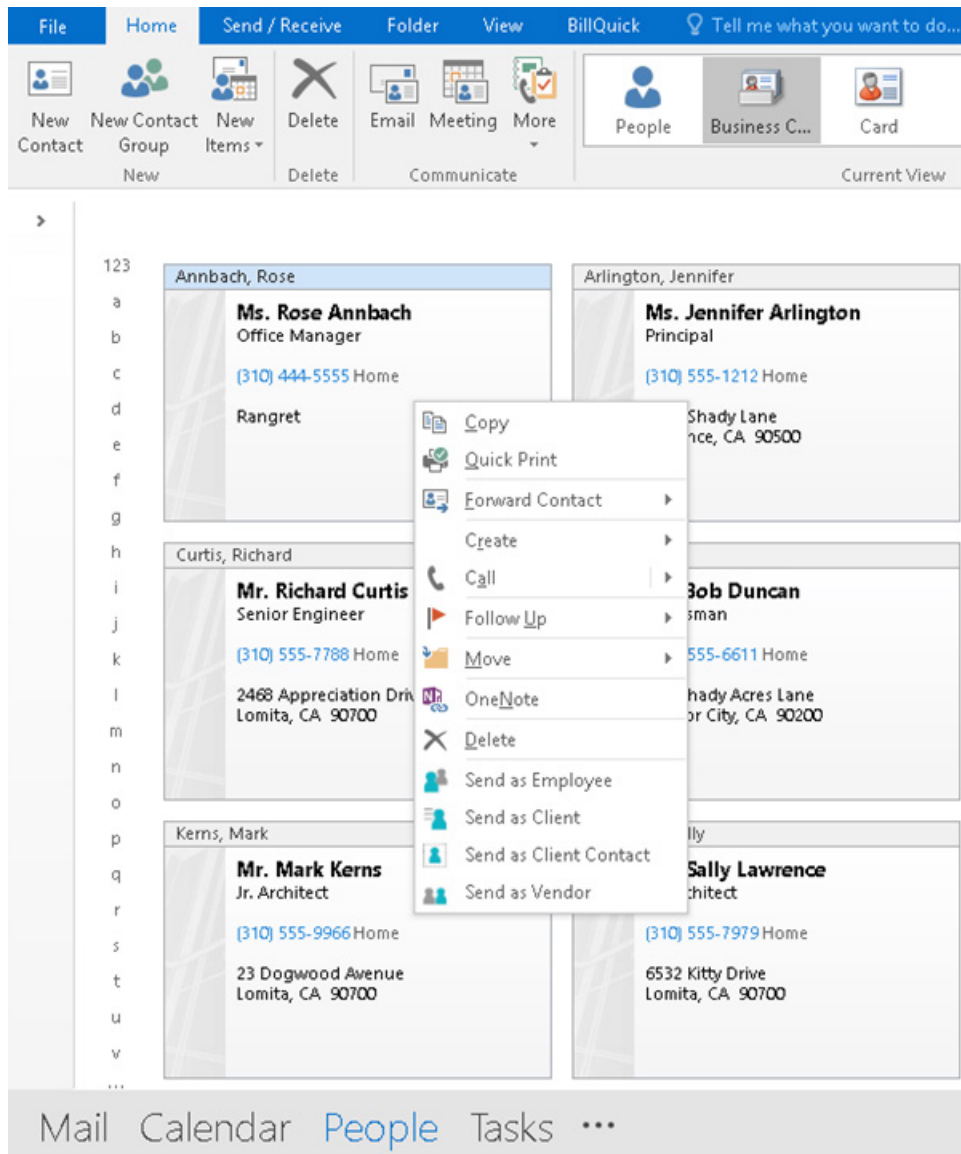 File Home Send / Receive Folder View BillQuick Tell me what you want to do...
New Contact
New Contact Group
New Items
Delete
Email
Meeting
More
People
Business C...
Card
New
Delete
Communicate
Current View
123
a
b
c
d
e
f
g
h
i
j
k
l
m
n
o
p
q
r
s
t
u
v
...
Annbach, Rose
Ms. Rose Annbach
Office Manager
(310) 444-5555 Home
Rangret
Arlington, Jennifer
Ms. Jennifer Arlington
Principal
(310) 555-1212 Home
Shady Lane
CA 90500
Copy
Quick Print
Forward Contact
Create
Call
Follow Up
Move
OneNote
Delete
Send as Employee
Send as Client
Send as Client Contact
Send as Vendor
Curtis, Richard
Mr. Richard Curtis
Senior Engineer
(310) 555-7788 Home
2468 Appreciation
Lomita, CA 90700
Bob Duncan
555-6611 Home
Acres Lane
City, CA 90200
Kerns, Mark
Mr. Mark Kerns
Jr. Architect
(310) 555-9966 Home
23 Dogwood Avenue
Lomita, CA 90700
Sally Lawrence
(310) 555-7979 Home
6532 Kitty Drive
Lomita, CA 90700
Mail Calendar People Tasks •••